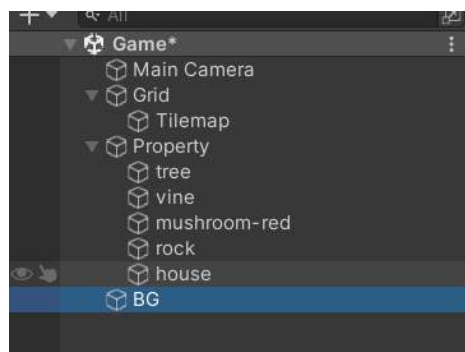 All
Game*
Main Camera
Grid
Tilemap
Property
tree
vine
mushroom-red
rock
house
BG